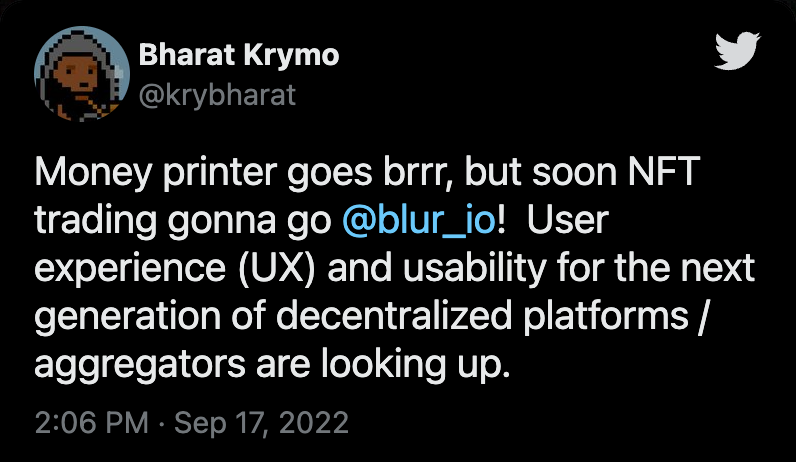 Bharat Krymo
@krybharat
Money printer goes brrr, but soon NFT
trading gonna go @blur_io!  User
experience (UX) and usability for the next
generation of decentralized platforms /
aggregators are looking up.
2:06 PM · Sep 17, 2022